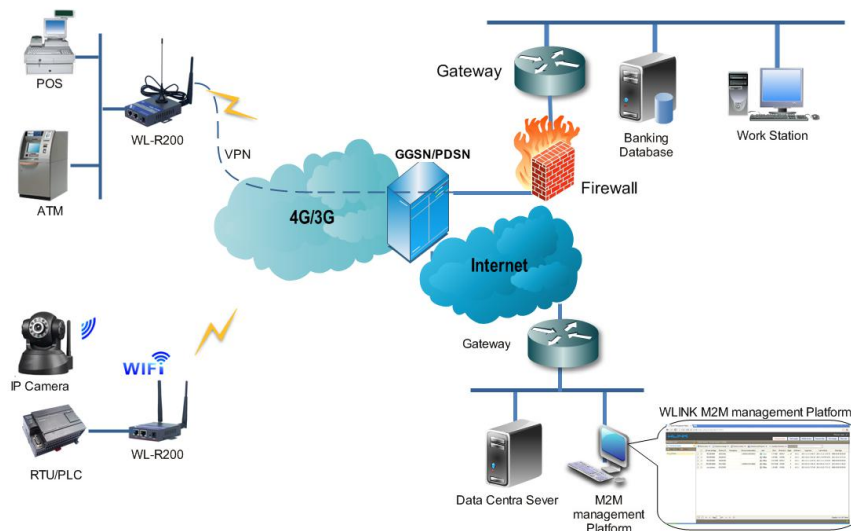 POS
WL-R200
ATM
VPN
4G/3G
GGSN/PDSN
Gateway
Banking
Database
Work Station
Firewall
Internet
IP Camera
WIFI
RTU/PLC
WL-R200
Gateway
Data Centra Sever
M2M
management
Platform
WLINK M2M management Platform